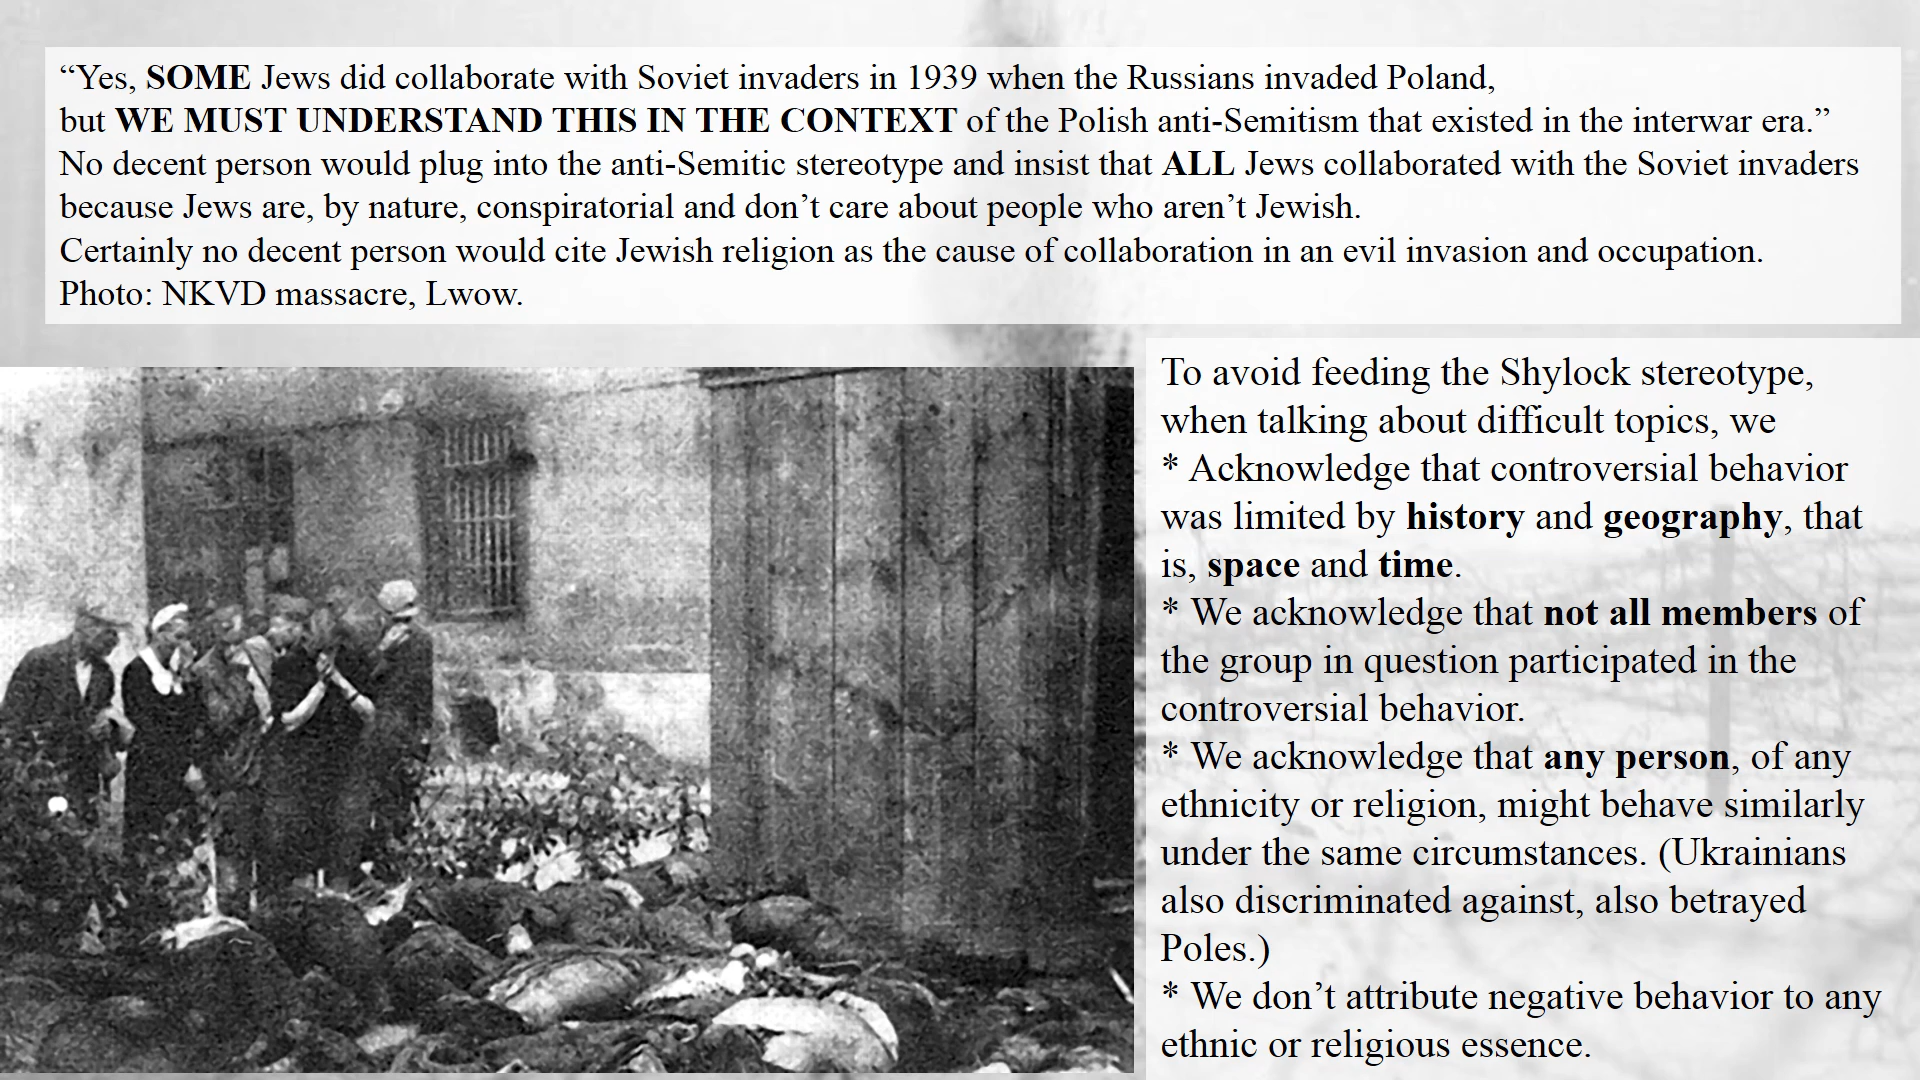 “Yes, SOME Jews did collaborate with Soviet invaders in 1939 when the Russians invaded Poland,
but WE MUST UNDERSTAND THIS IN THE CONTEXT of the Polish anti-Semitism that existed in the interwar era.”
No decent person would plug into the anti-Semitic stereotype and insist that ALL Jews collaborated with the Soviet invaders
because Jews are, by nature, conspiratorial and don’t care about people who aren’t Jewish.
Certainly no decent person would cite Jewish religion as the cause of collaboration in an evil invasion and occupation.
Photo: NKVD massacre, Lwow.
To avoid feeding the Shylock stereotype,
when talking about difficult topics, we
* Acknowledge that controversial behavior
was limited by history and geography, that
is, space and time.
* We acknowledge that not all members of
the group in question participated in the
controversial behavior.
* We acknowledge that any person, of any
ethnicity or religion, might behave similarly
under the same circumstances. (Ukrainians
also discriminated against, also betrayed
Poles.)
* We don’t attribute negative behavior to any
ethnic or religious essence.